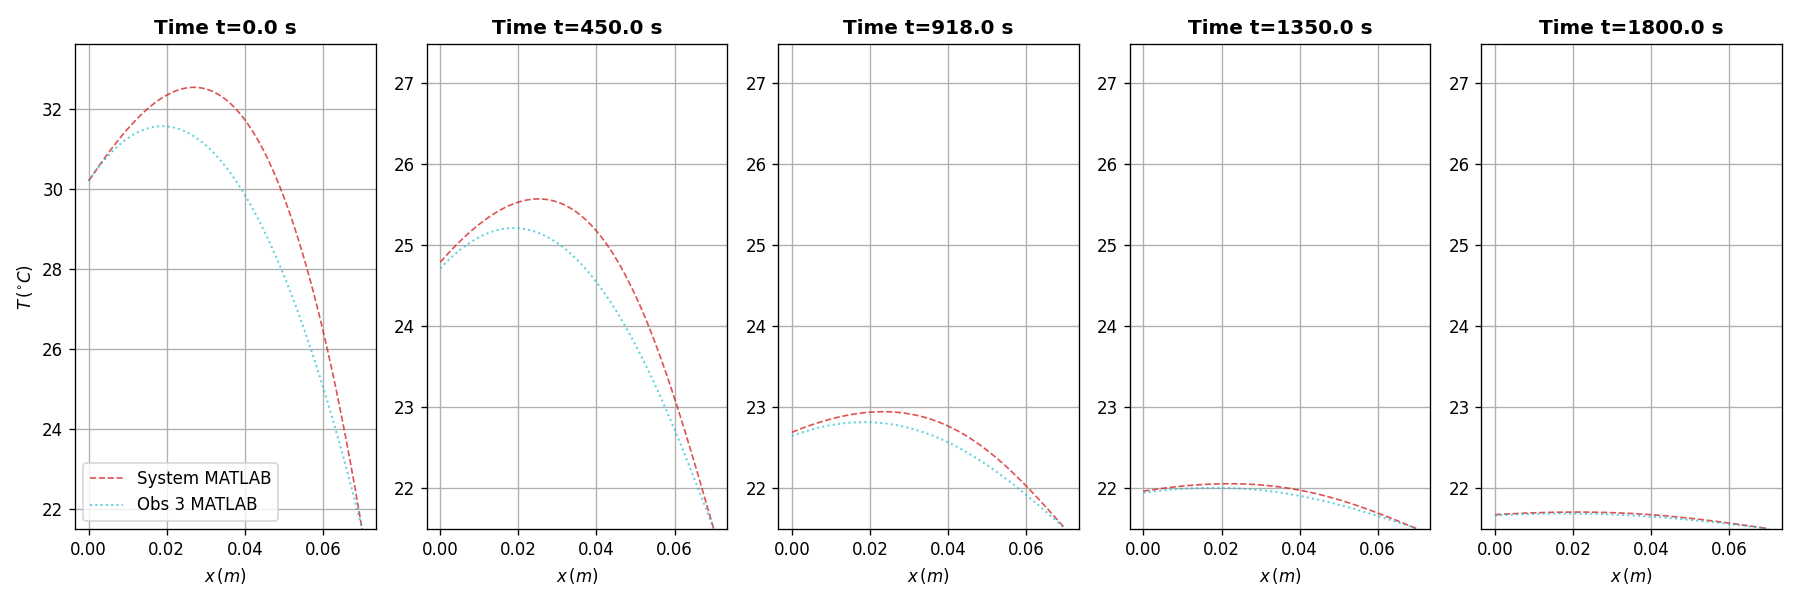 Time t=0.0 s
Time t=450.0 s
Time t=918.0 s
Time t=1350.0 s
Time t=1800.0 s
T (°C)
32
30
28
26
24
22
System MATLAB
Obs 3 MATLAB
0.00 0.02 0.04 0.06
x (m)
27
26
25
24
23
22
0.00 0.02 0.04 0.06
x (m)
27
26
25
24
23
22
0.00 0.02 0.04 0.06
x (m)
27
26
25
24
23
22
0.00 0.02 0.04 0.06
x (m)
27
26
25
24
23
22
0.00 0.02 0.04 0.06
x (m)